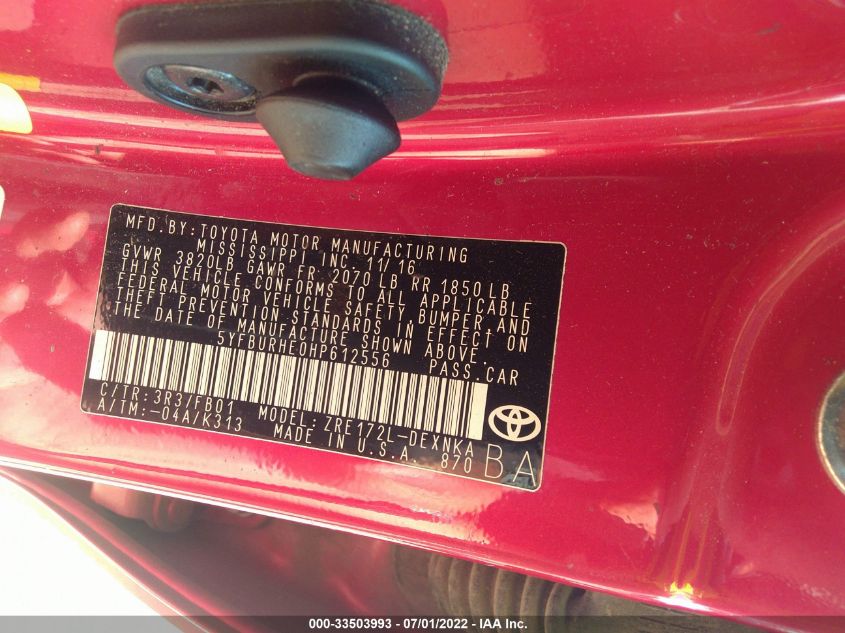 MFD. BY: TOYOTA MOTOR MANUFACTURING
MISSISSIPPI INC. 11/16
GVWR 3820LB GAWR FR. 2070 LB RR 1850 LB
THIS VEHICLE CONFORMS TO ALL APPLICABLE
FEDERAL MOTOR VEHICLE SAFETY, BUMPER, AND
THEFT PREVENTION STANDARDS IN EFFECT ON
THE DATE OF MANUFACTURE SHOWN ABOVE.
5YFBURHE0HP612556 PASS. CAR
C/TR: 3R3/FB01 MODEL: ZRE172L-DEXNKA
A/TM: -04A/K313 MADE IN U.S.A. 870
BA
000-33503993 - 07/01/2022 - © IAA Inc.